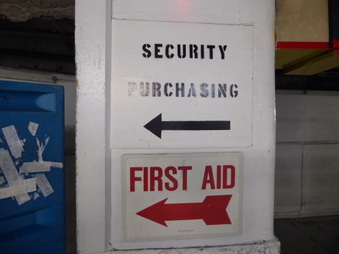 SECURITY
PURCHASING
FIRST AID